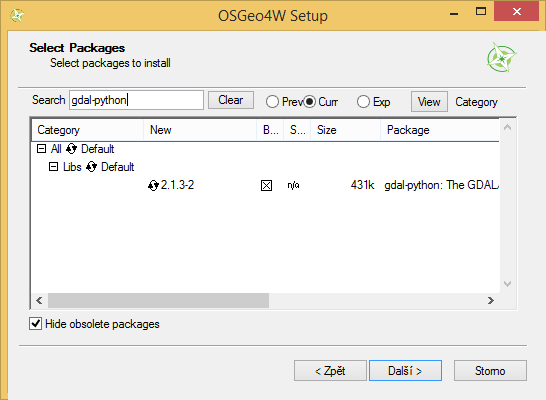 OSGeo4W Setup
Select Packages
Select packages to install
Search gdal-python Clear Prev Curr Exp View Category
Category New B... S... Size Package
All Default
Libs Default
2.1.3-2 n/a 431k gdal-python: The GDAL/
Hide obsolete packages
< Zpět Další > Storno